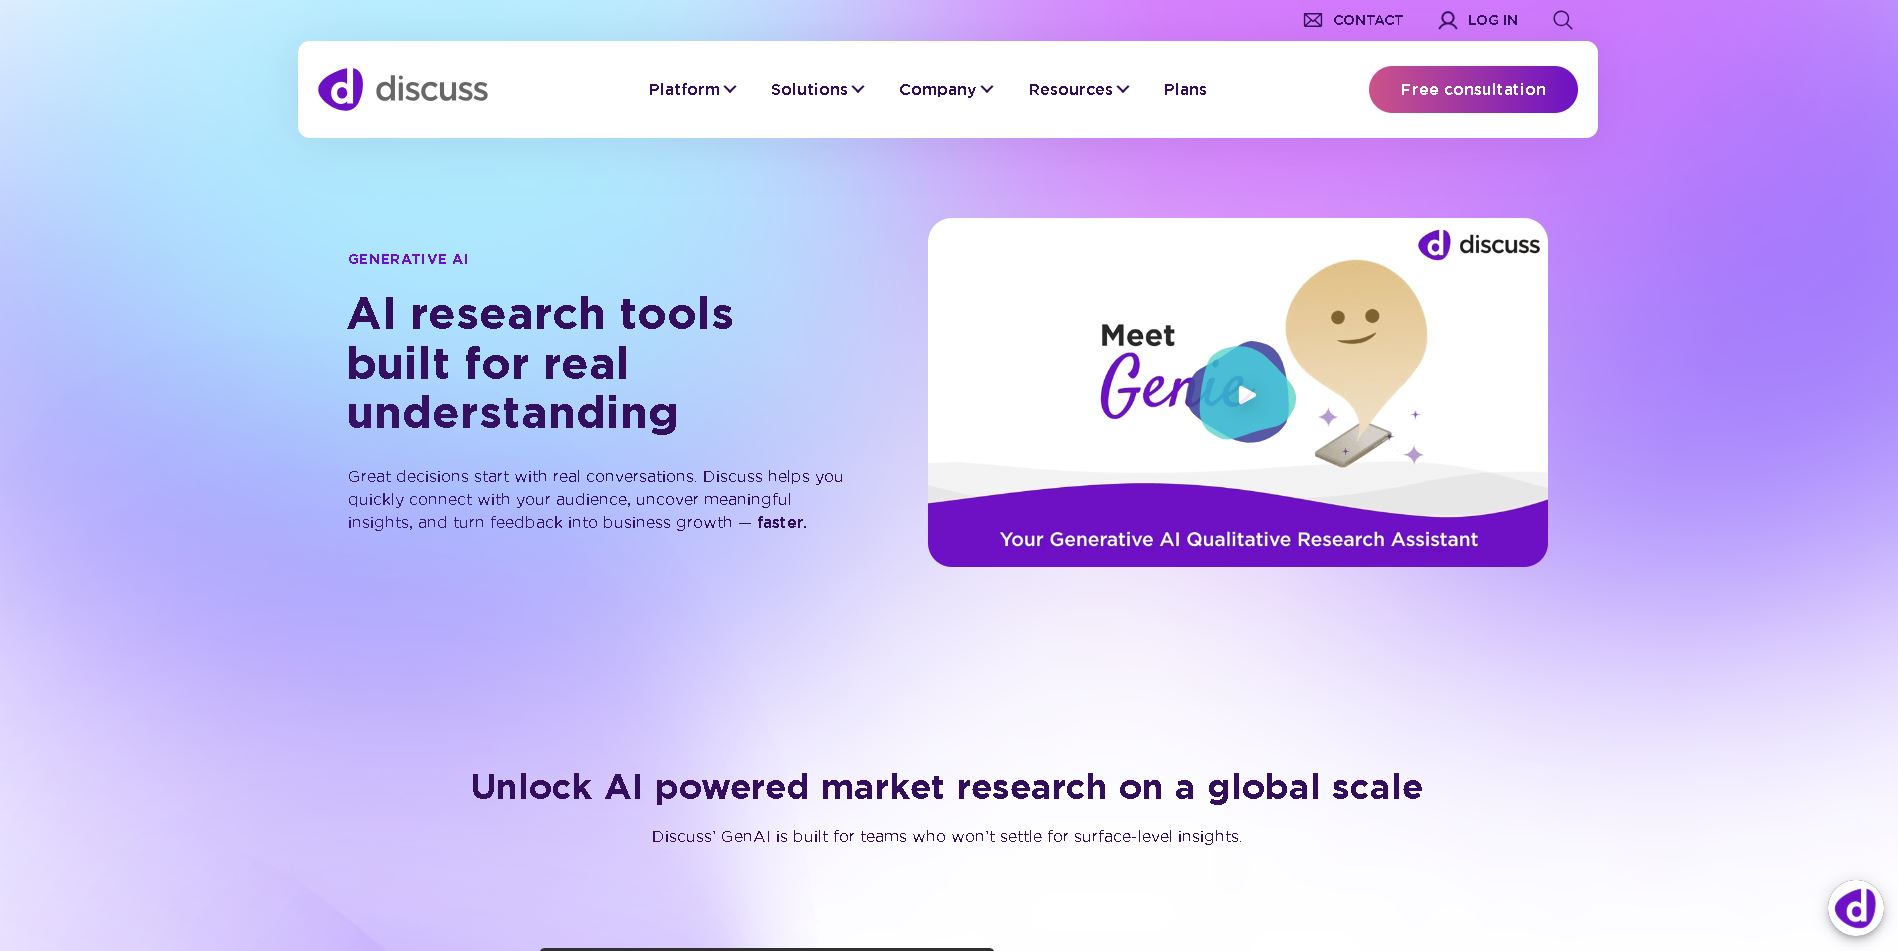 CONTACT
LOG IN
discuss
Platform
Solutions
Company
Resources
Plans
Free consultation
GENERATIVE AI
AI research tools
built for real
understanding
Great decisions start with real conversations. Discuss helps you
quickly connect with your audience, uncover meaningful
insights, and turn feedback into business growth — faster.
discuss
Meet
Genie
Your Generative AI Qualitative Research Assistant
Unlock AI powered market research on a global scale
Discuss' GenAI is built for teams who won't settle for surface-level insights.